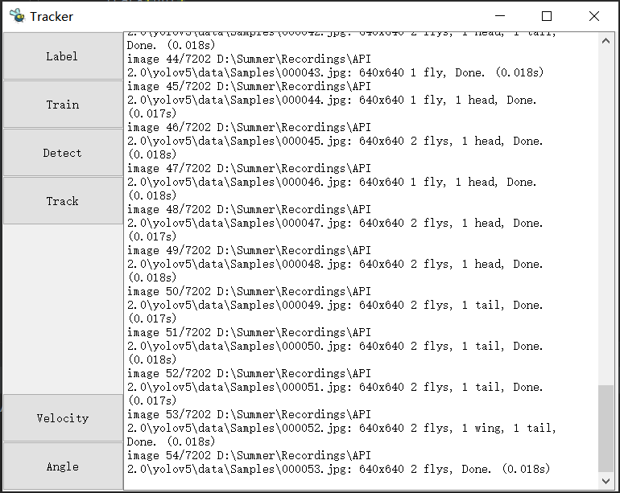 Tracker
Label
Train
Detect
Track
Velocity
Angle
2.0\yolov5\data\Samples\000042.jpg: 640x640 2 flys, 1 head, 1 tail,
Done. (0.018s)
image 44/7202 D:\Summer\Recordings\API
2.0\yolov5\data\Samples\000043.jpg: 640x640 1 fly, Done. (0.018s)
image 45/7202 D:\Summer\Recordings\API
2.0\yolov5\data\Samples\000044.jpg: 640x640 1 fly, 1 head, Done.
(0.017s)
image 46/7202 D:\Summer\Recordings\API
2.0\yolov5\data\Samples\000045.jpg: 640x640 2 flys, 1 head, Done.
(0.018s)
image 47/7202 D:\Summer\Recordings\API
2.0\yolov5\data\Samples\000046.jpg: 640x640 1 fly, 1 head, Done.
(0.018s)
image 48/7202 D:\Summer\Recordings\API
2.0\yolov5\data\Samples\000047.jpg: 640x640 2 flys, 1 head, Done.
(0.017s)
image 49/7202 D:\Summer\Recordings\API
2.0\yolov5\data\Samples\000048.jpg: 640x640 2 flys, 1 head, Done.
(0.018s)
image 50/7202 D:\Summer\Recordings\API
2.0\yolov5\data\Samples\000049.jpg: 640x640 2 flys, 1 tail, Done.
(0.017s)
image 51/7202 D:\Summer\Recordings\API
2.0\yolov5\data\Samples\000050.jpg: 640x640 2 flys, 1 tail, Done.
(0.018s)
image 52/7202 D:\Summer\Recordings\API
2.0\yolov5\data\Samples\000051.jpg: 640x640 2 flys, 1 tail, Done.
(0.017s)
image 53/7202 D:\Summer\Recordings\API
2.0\yolov5\data\Samples\000052.jpg: 640x640 2 flys, 1 wing, 1 tail,
Done. (0.018s)
image 54/7202 D:\Summer\Recordings\API
2.0\yolov5\data\Samples\000053.jpg: 640x640 2 flys, Done. (0.018s)